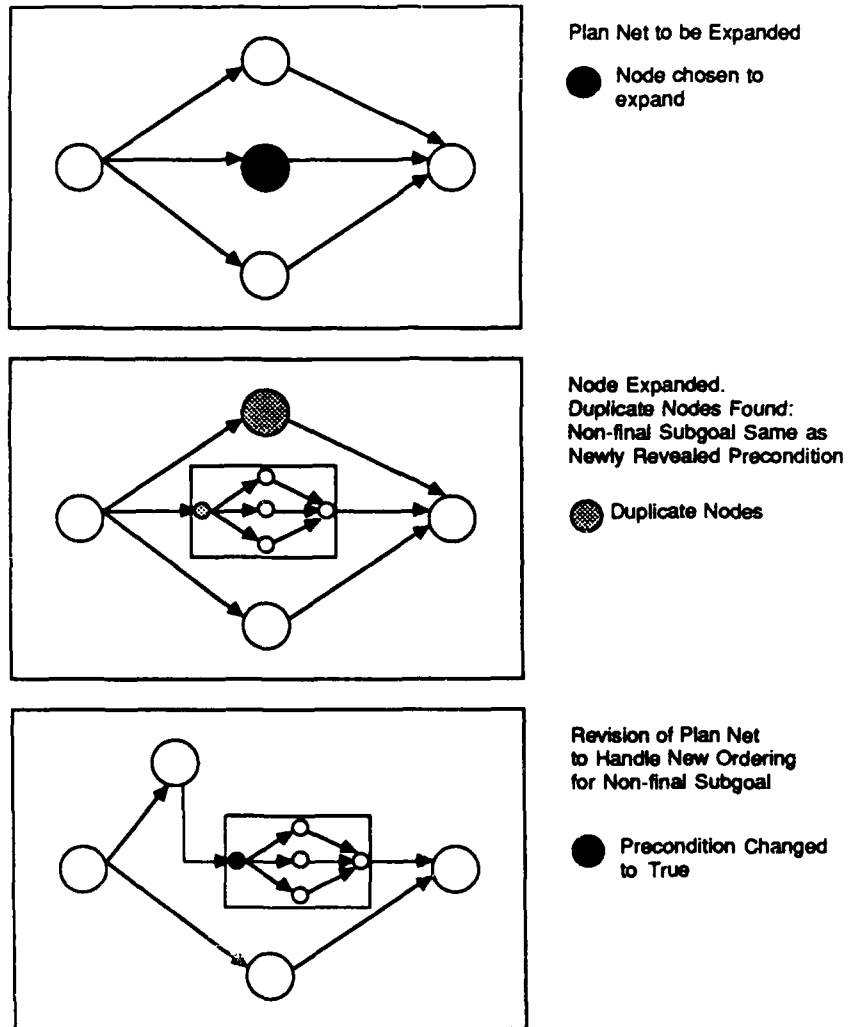 Plan Net to be Expanded
Node chosen to
expand
Node Expanded.
Duplicate Nodes Found:
Non-final Subgoal Same as
Newly Revealed Precondition
Duplicate Nodes
Revision of Plan Net
to Handle New Ordering
for Non-final Subgoal
Precondition Changed
to True